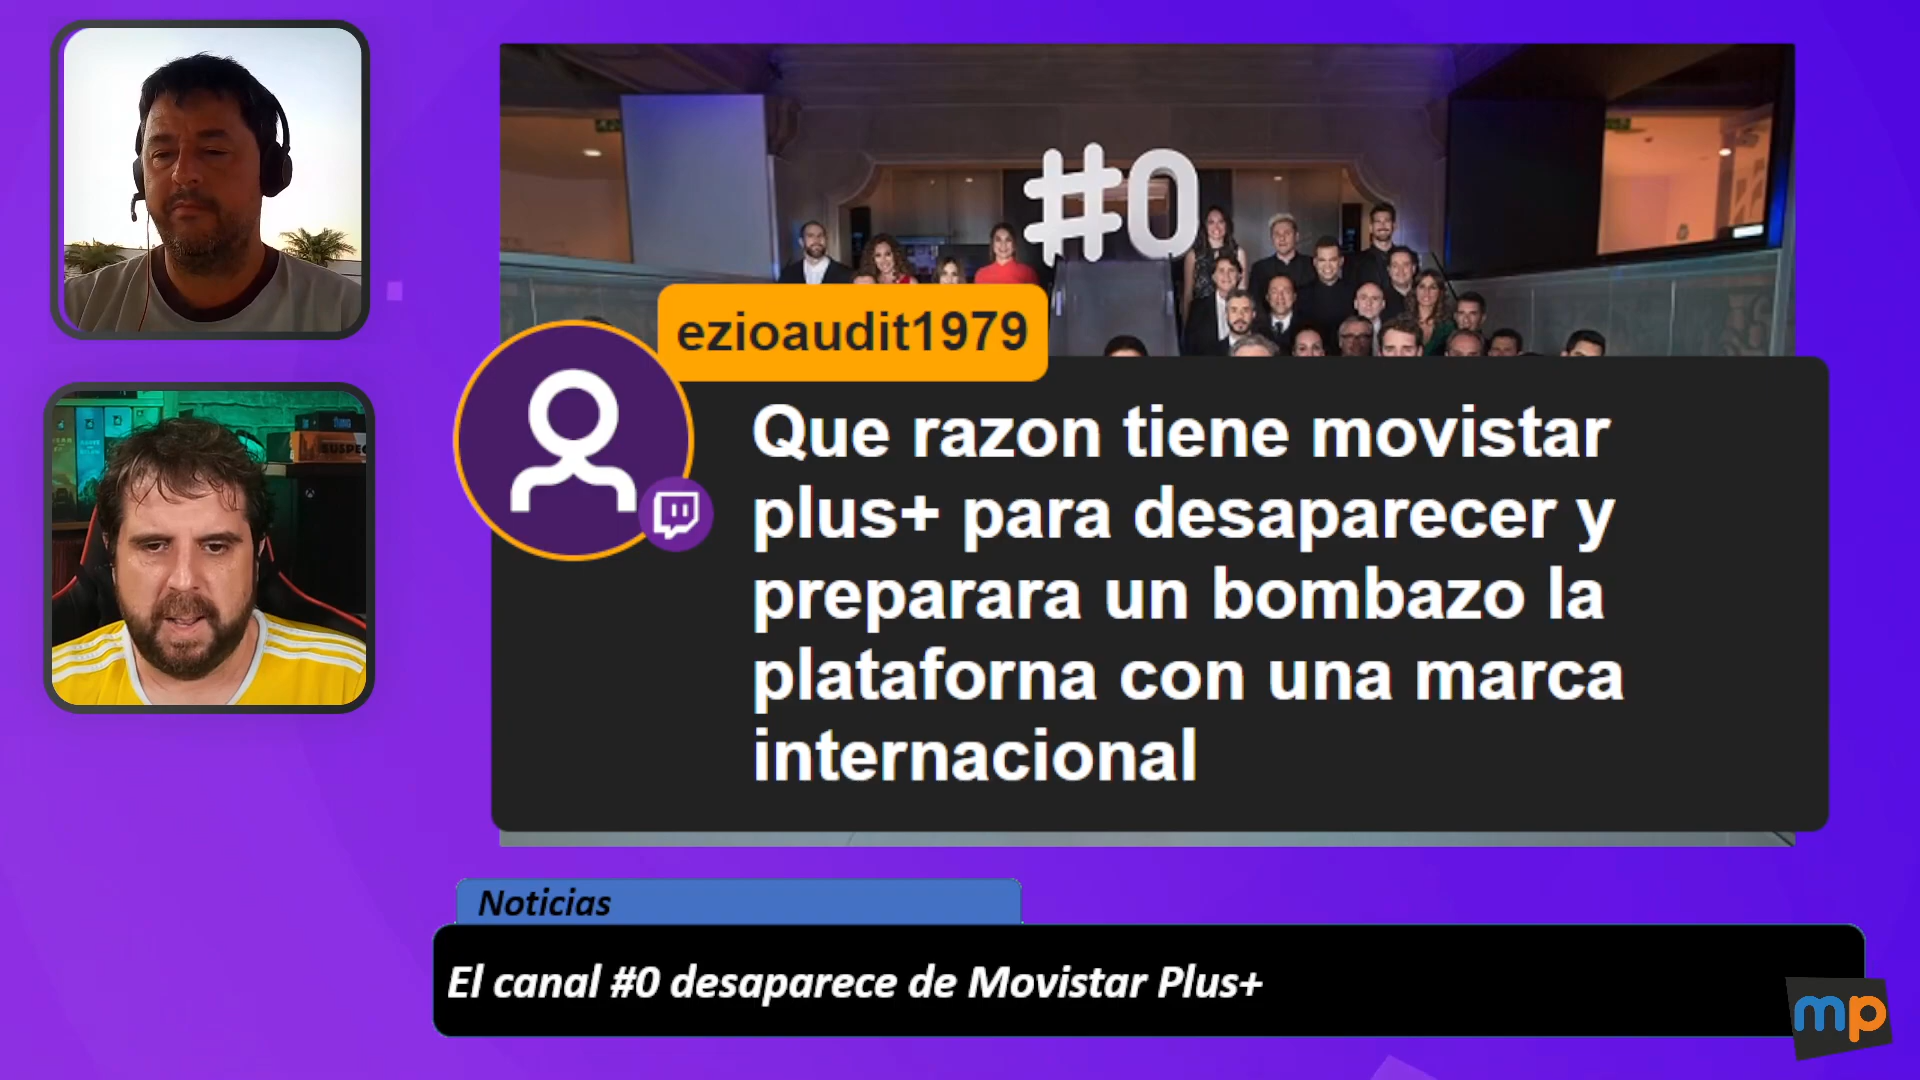 #0
ezioaudit1979
Que razon tiene movistar
plus+ para desaparecer y
preparara un bombazo la
plataforna con una marca
internacional
Noticias
El canal #0 desaparece de Movistar Plus+
mp